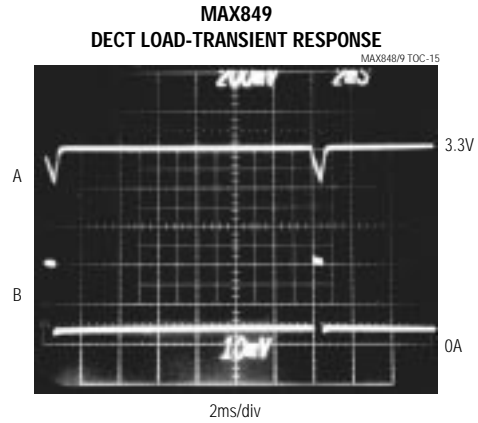 MAX849
DECT LOAD-TRANSIENT RESPONSE
MAX848/9 TOC-15
200mV 2mS
A
3.3V
B
10mV
0A
2ms/div